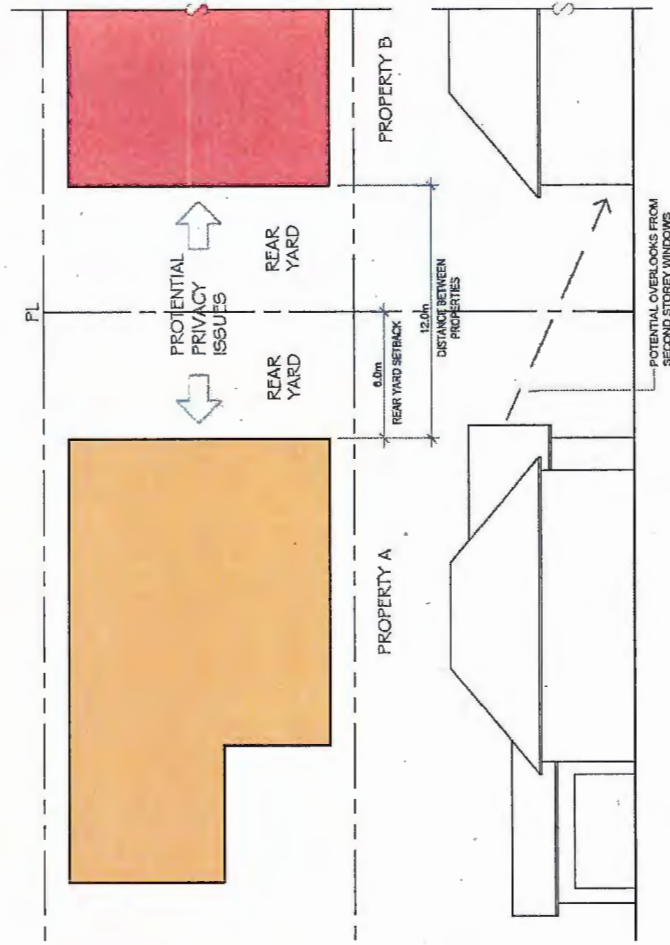 PL
PROTENTIAL
PRIVACY
ISSUES
REAR
YARD
REAR
YARD
PROPERTY A
PROPERTY B
6.0m
REAR YARD SETBACK
12.0m
DISTANCE BETWEEN
PROPERTIES
POTENTIAL OVERLOOKS FROM
SECOND STOREY WINDOWS